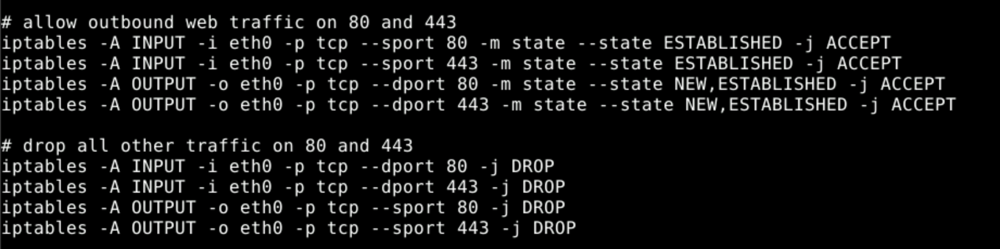 # allow outbound web traffic on 80 and 443
iptables -A INPUT -i eth0 -p tcp --sport 80 -m state --state ESTABLISHED -j ACCEPT
iptables -A INPUT -i eth0 -p tcp --sport 443 -m state --state ESTABLISHED -j ACCEPT
iptables -A OUTPUT -o eth0 -p tcp --dport 80 -m state --state NEW,ESTABLISHED -j ACCEPT
iptables -A OUTPUT -o eth0 -p tcp --dport 443 -m state --state NEW,ESTABLISHED -j ACCEPT
# drop all other traffic on 80 and 443
iptables -A INPUT -i eth0 -p tcp --dport 80 -j DROP
iptables -A INPUT -i eth0 -p tcp --dport 443 -j DROP
iptables -A OUTPUT -o eth0 -p tcp --sport 80 -j DROP
iptables -A OUTPUT -o eth0 -p tcp --sport 443 -j DROP